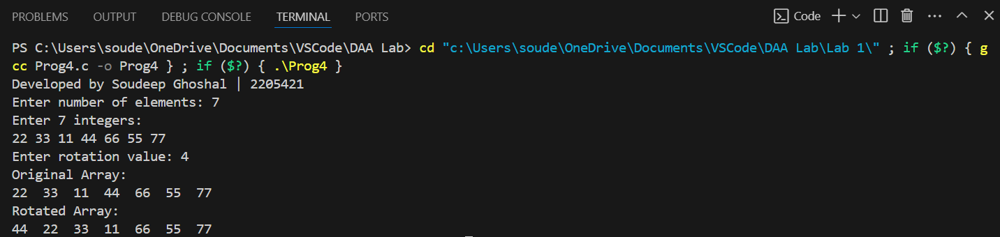 PROBLEMS OUTPUT DEBUG CONSOLE TERMINAL PORTS Code
PS C:\Users\soude\OneDrive\Documents\VSCode\DAA Lab> cd "c:\Users\soude\OneDrive\Documents\VSCode\DAA Lab\Lab 1\" ; if ($?) { g
cc Prog4.c -o Prog4 } ; if ($?) { .\Prog4 }
Developed by Soudeep Ghoshal | 2205421
Enter number of elements: 7
Enter 7 integers:
22 33 11 44 66 55 77
Enter rotation value: 4
Original Array:
22  33  11  44  66  55  77
Rotated Array:
44  22  33  11  66  55  77